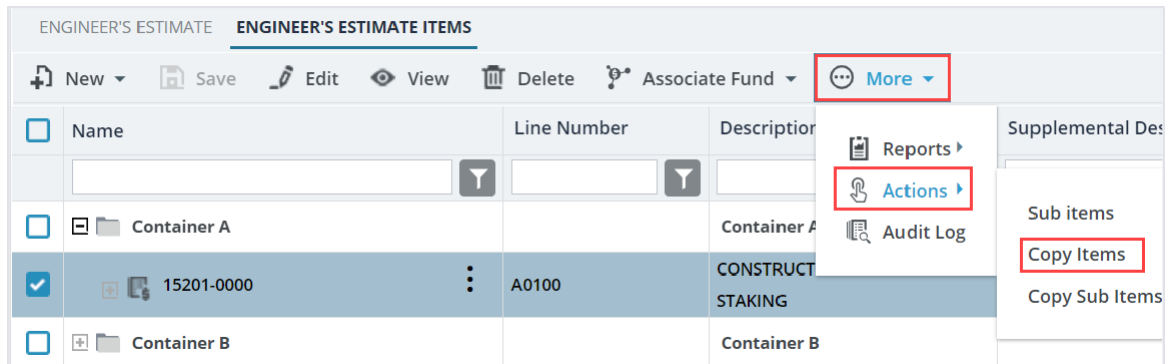 ENGINEER'S ESTIMATE ENGINEER'S ESTIMATE ITEMS
New Save Edit View Delete Associate Fund More
Name Line Number Description Supplemental Des
Reports
Actions
Sub items
Container A Container A Audit Log
Copy Items
15201-0000 A0100 CONSTRUCT
STAKING
Copy Sub Items
Container B Container B